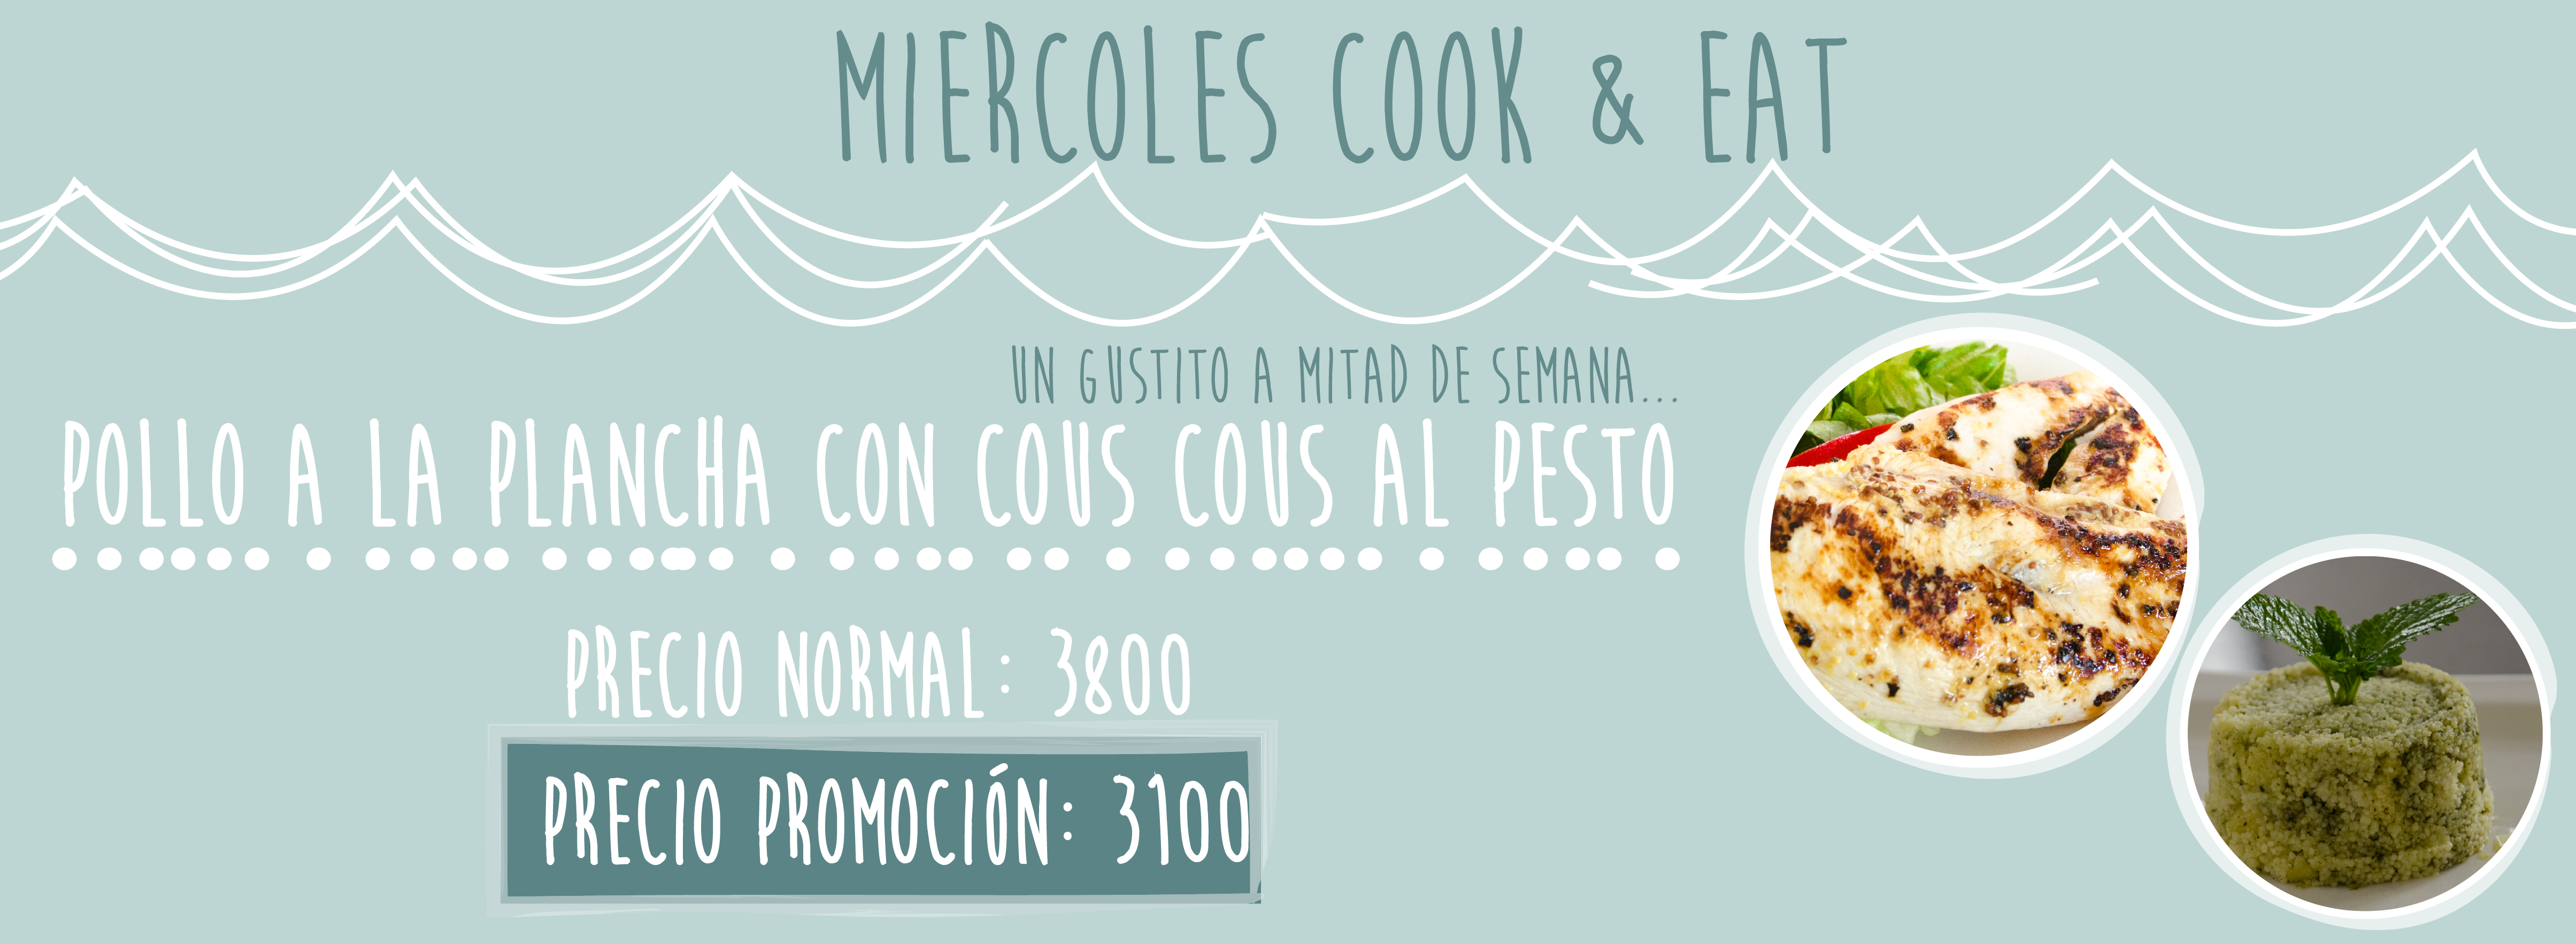 MIERCOLES COOK & EAT
UN GUSTITO A MITAD DE SEMANA...
POLLO A LA PLANCHA CON COUS COUS AL PESTO
PRECIO NORMAL: 3800
PRECIO PROMOCIÓN: 3100